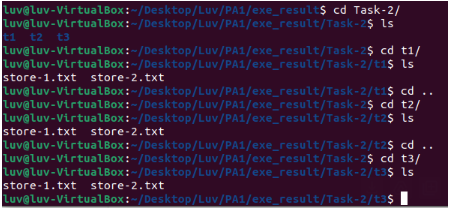 luv@luv-VirtualBox:~/Desktop/Luv/PA1/exe_result$ cd Task-2/
luv@luv-VirtualBox:~/Desktop/Luv/PA1/exe_result/Task-2$ ls
t1 t2 t3
luv@luv-VirtualBox:~/Desktop/Luv/PA1/exe_result/Task-2$ cd t1/
luv@luv-VirtualBox:~/Desktop/Luv/PA1/exe_result/Task-2/t1$ ls
store-1.txt store-2.txt
luv@luv-VirtualBox:~/Desktop/Luv/PA1/exe_result/Task-2/t1$ cd ..
luv@luv-VirtualBox:~/Desktop/Luv/PA1/exe_result/Task-2$ cd t2/
luv@luv-VirtualBox:~/Desktop/Luv/PA1/exe_result/Task-2/t2$ ls
store-1.txt store-2.txt
luv@luv-VirtualBox:~/Desktop/Luv/PA1/exe_result/Task-2/t2$ cd ..
luv@luv-VirtualBox:~/Desktop/Luv/PA1/exe_result/Task-2$ cd t3/
luv@luv-VirtualBox:~/Desktop/Luv/PA1/exe_result/Task-2/t3$ ls
store-1.txt store-2.txt
luv@luv-VirtualBox:~/Desktop/Luv/PA1/exe_result/Task-2/t3$